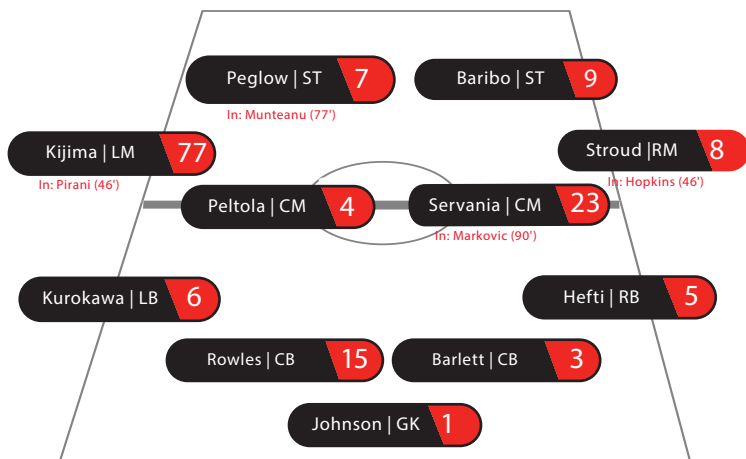 Peglow | ST 7
In: Munteanu (77')
Baribo | ST 9
Kijima | LM 77
In: Pirani (46')
Stroud |RM 8
In: Hopkins (46')
Peltola | CM 4
Servania | CM 23
In: Markovic (90')
Kurokawa | LB 6
Hefti | RB 5
Rowles | CB 15
Barlett | CB 3
Johnson | GK 1